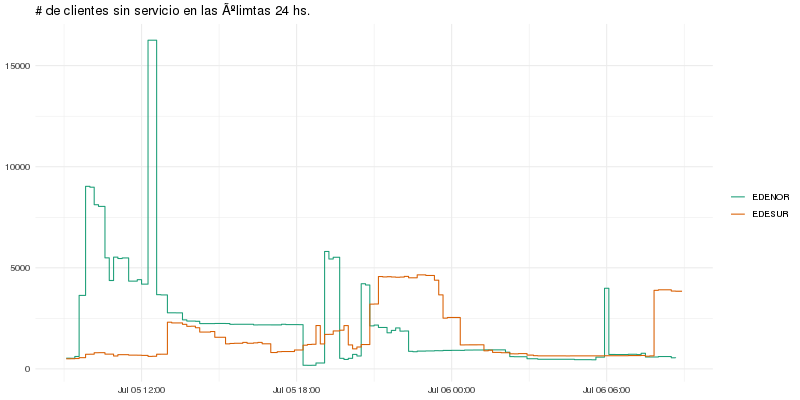 # de clientes sin servicio en las Ãºlimtas 24 hs.
15000
10000
5000
0
Jul 05 12:00
Jul 05 18:00
Jul 06 00:00
Jul 06 06:00
EDENOR
EDESUR